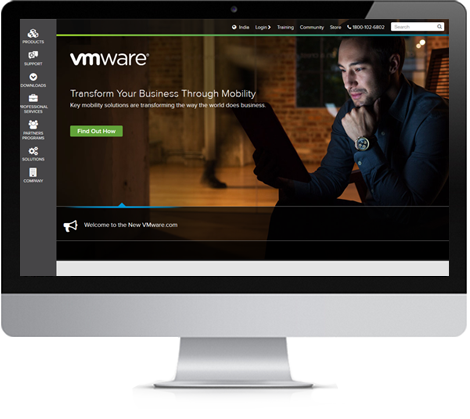 India
Login
Training
Community
Store
1800-102-6802
Search
PRODUCTS
SUPPORT
DOWNLOADS
PROFESSIONAL
SERVICES
PARTNERS
PROGRAMS
SOLUTIONS
COMPANY
vmware®
Transform Your Business Through Mobility
Key mobility solutions are transforming the way the world does business.
Find Out How
Welcome to the New VMware.com